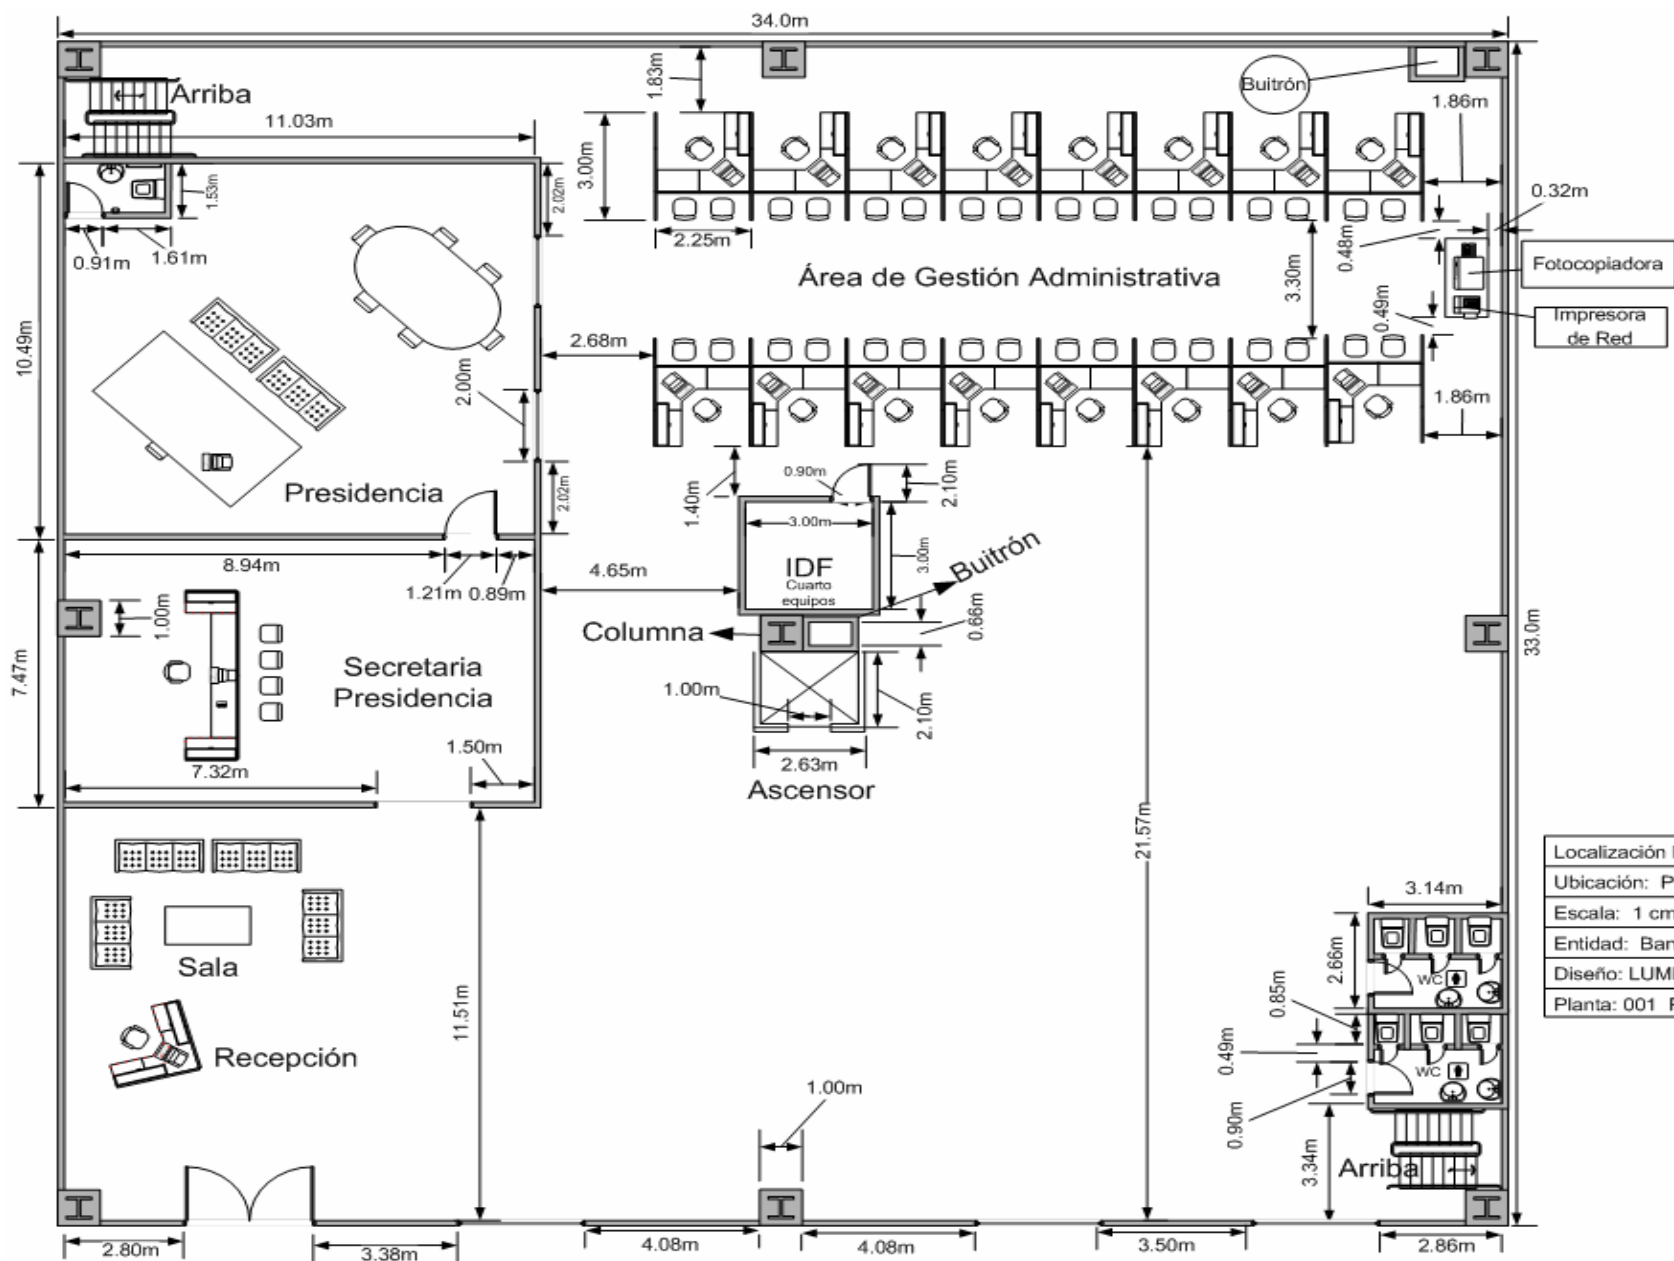 34.0m
Arriba
11.03m
1.83m
Buitrón
1.86m
3.00m
1.53m
2.02m
0.32m
2.25m
0.48m
0.91m
1.61m
Área de Gestión Administrativa
3.30m
Fotocopiadora
0.49m
Impresora
de Red
10.49m
2.68m
2.00m
1.86m
Presidencia
2.02m
1.40m
0.90m
2.10m
3.00m
3.00m
IDF
Cuarto
equipos
Buitrón
8.94m
1.21m
0.89m
4.65m
1.00m
Columna
0.66m
33.0m
7.47m
Secretaria
Presidencia
1.00m
2.10m
1.50m
7.32m
2.63m
Ascensor
21.57m
Localización
Ubicación: P
Escala: 1 cm
Entidad: Ban
Diseño: LUM
Planta: 001
3.14m
2.66m
WC
Sala
0.85m
11.51m
Recepción
0.49m
WC
0.90m
1.00m
3.34m
Arriba
2.80m
3.38m
4.08m
4.08m
3.50m
2.86m